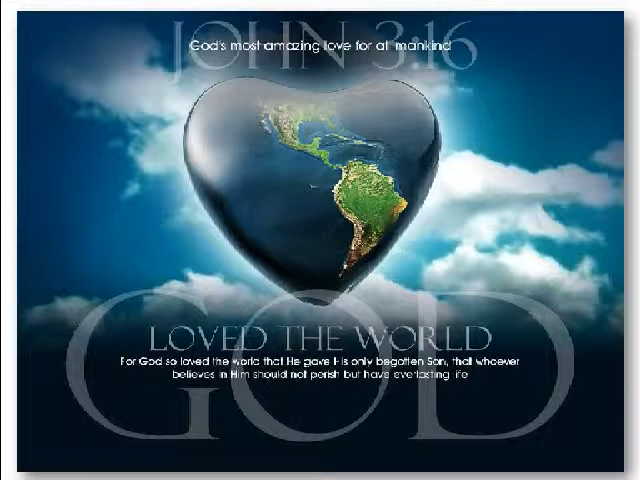 JOHN 3:16
God's most amazing love for all mankind
GOD
LOVED THE WORLD
For God so loved the world that He gave His only begotten Son, that whoever
believes in Him should not perish but have everlasting life